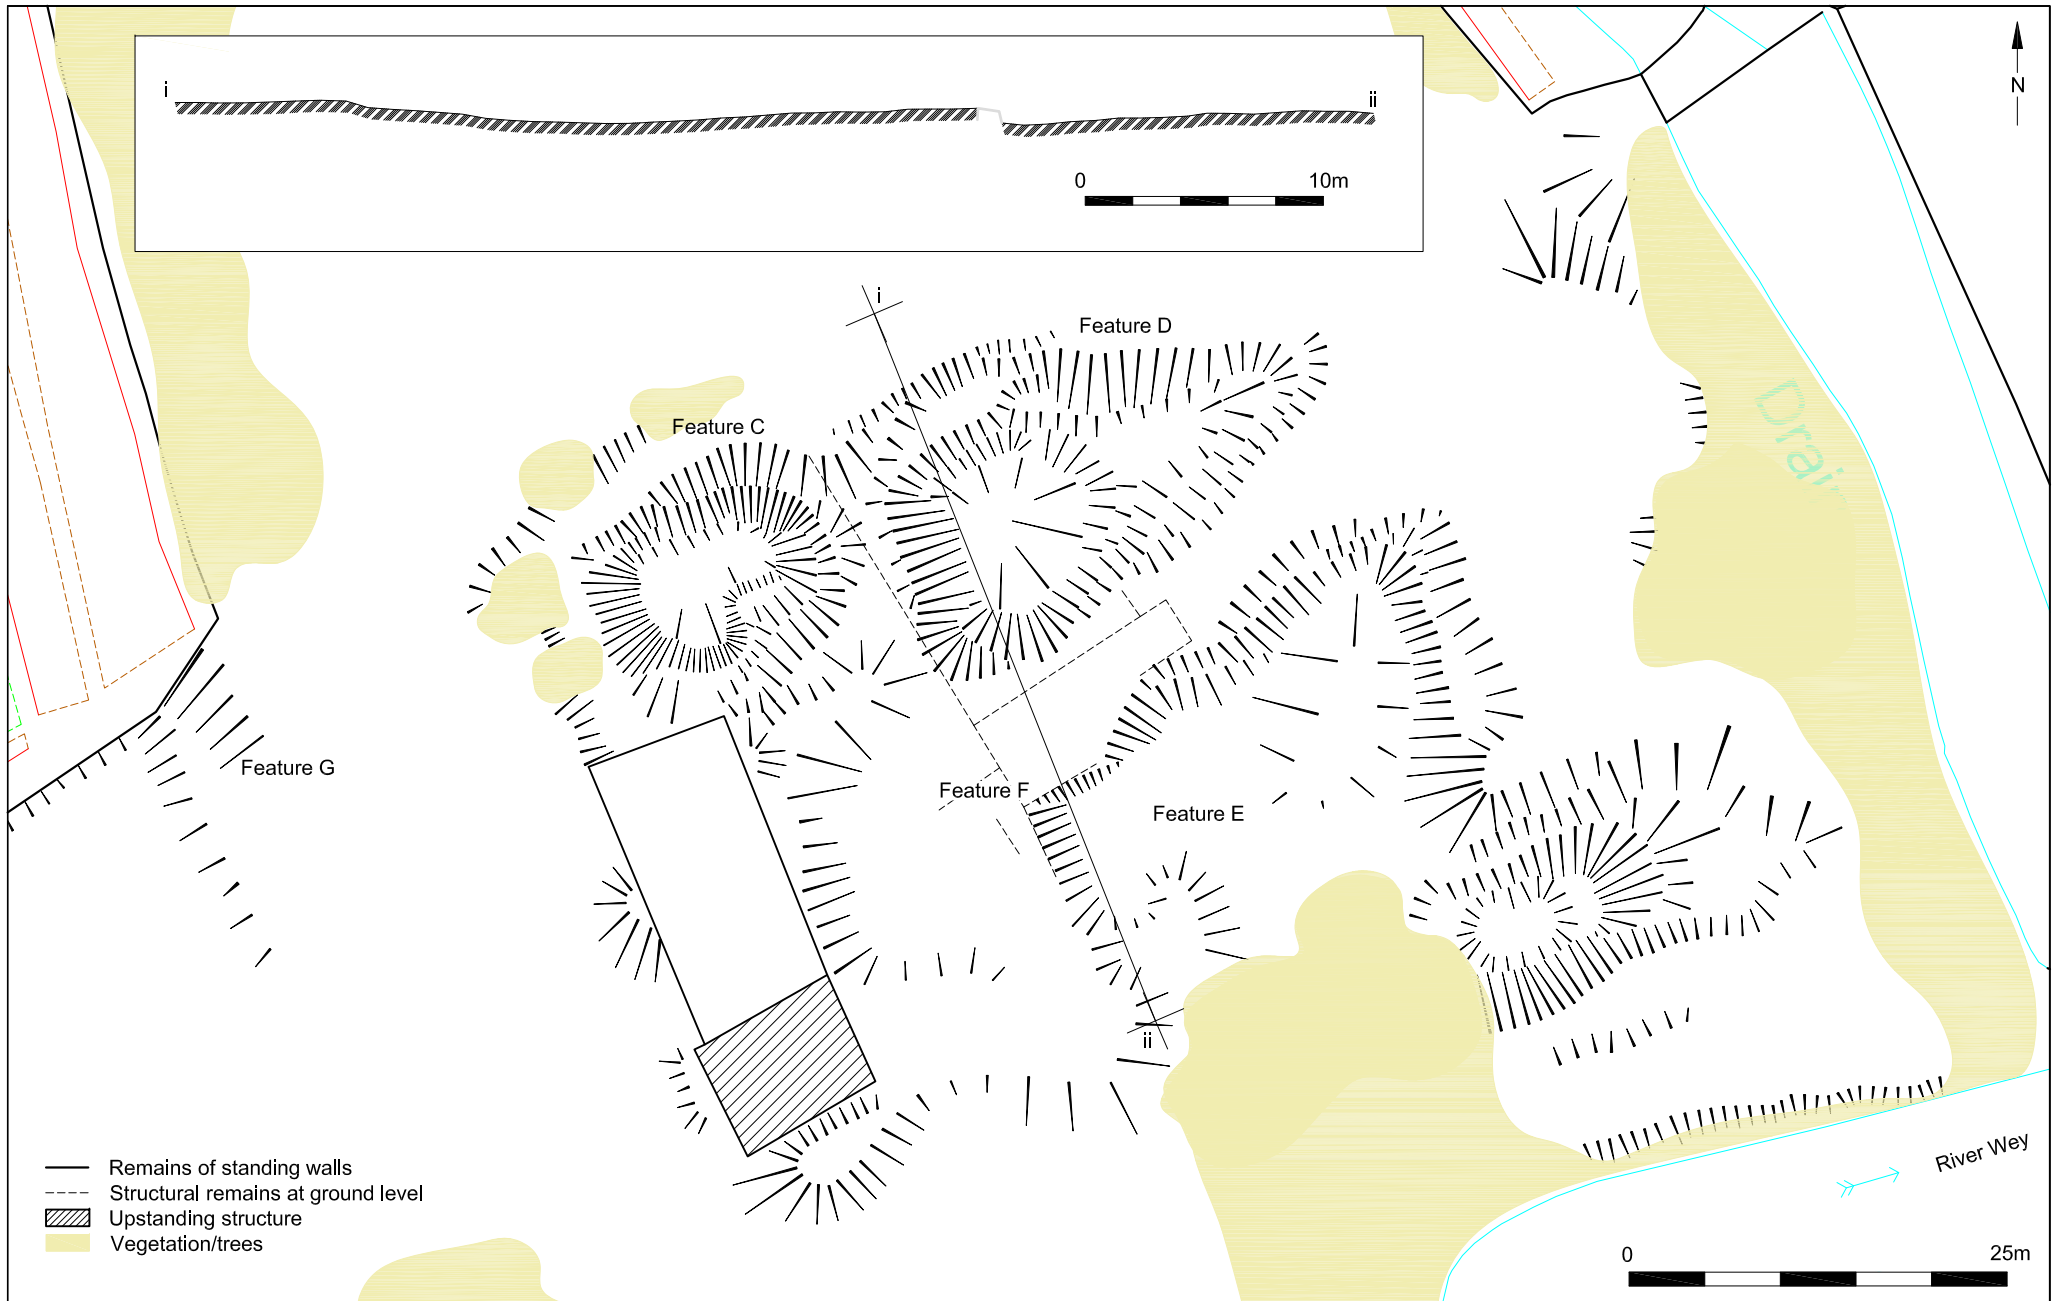 i
ii
0 10m
N
i
Feature D
Feature C
Drai
Feature G
Feature F
Feature E
ii
Remains of standing walls
Structural remains at ground level
Upstanding structure
Vegetation/trees
River Wey
0 25m